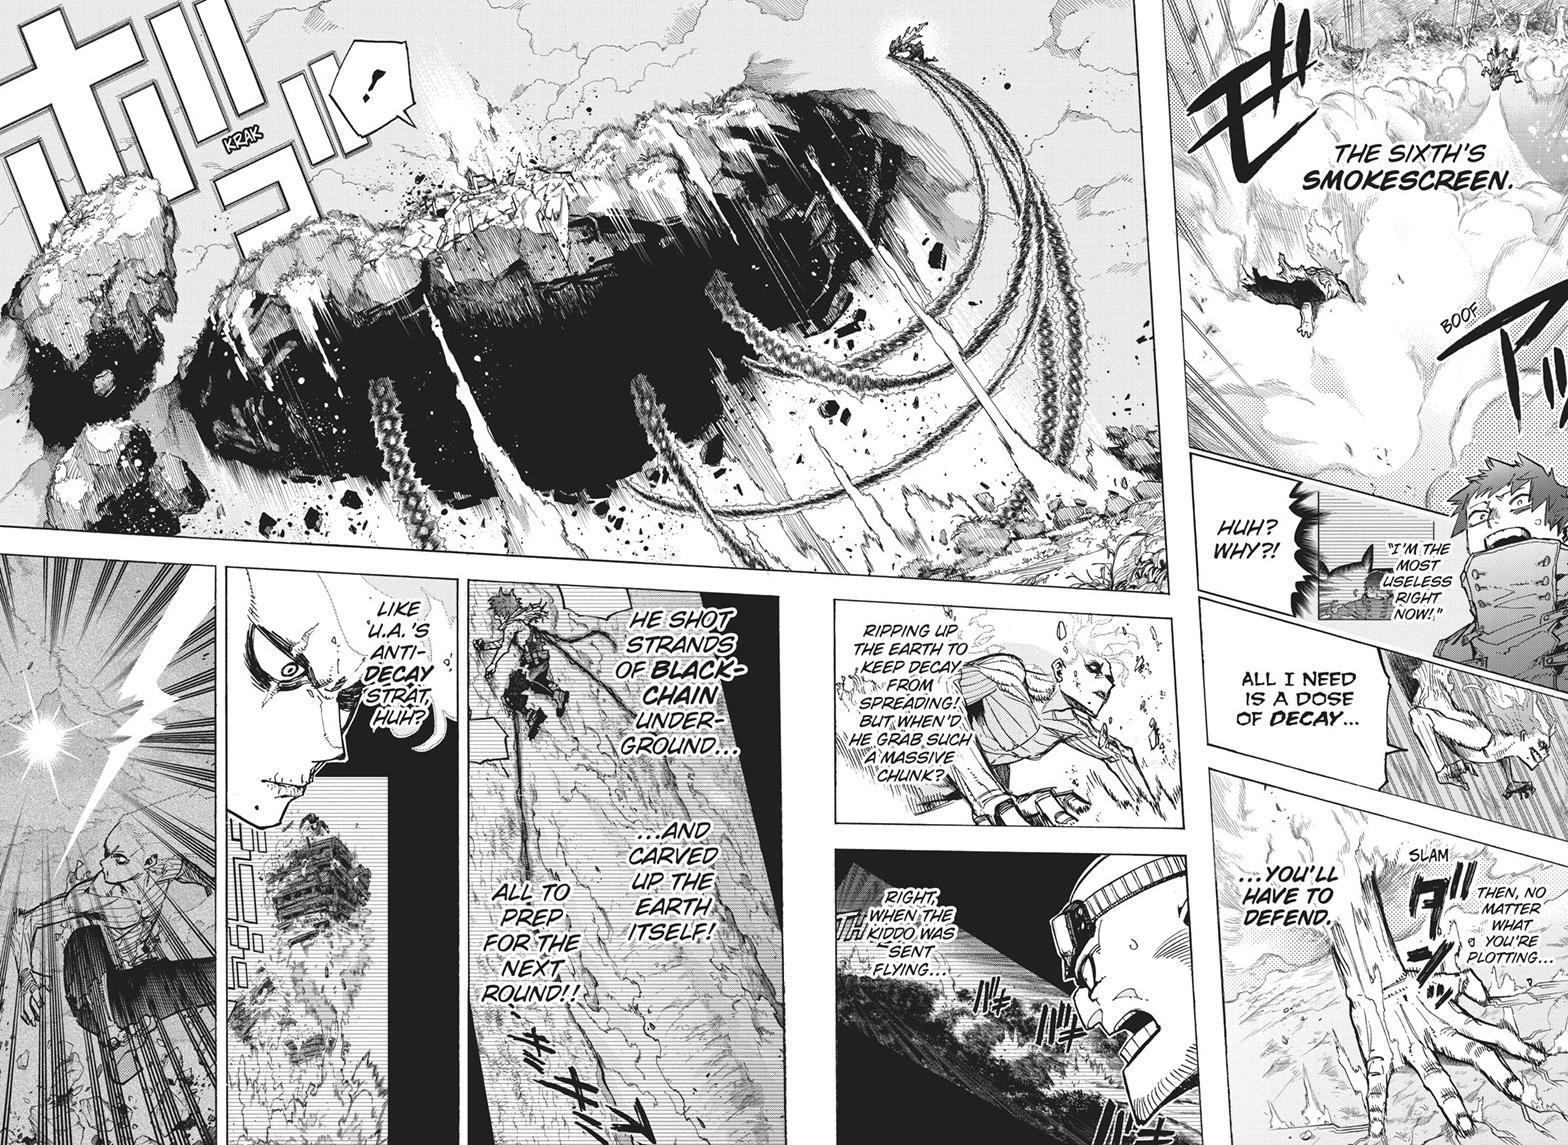 ゼ
THE SIXTH'S
SMOKESCREEN.
BOOF
"I'M THE
MOST
USELESS
RIGHT
NOW!"
HUH?
WHY?!
ALL I NEED
IS A DOSE
OF DECAY...
THEN, NO
MATTER
WHAT
YOU'RE
PLOTTING...
SLAM
...YOU'LL
HAVE TO
DEFEND.
!
KRAK
ボゴ
RIPPING UP
THE EARTH
TO KEEP DECAY
FROM
SPREADING!
BUT WHEN'D
HE GRAB SUCH
A MASSIVE
CHUNK?
RIGHT,
WHEN THE
KIDDO WAS
SENT
FLYING...
HE SHOT
STRANDS
OF BLACK-
CHAIN
UNDER-
GROUND...
...AND
CARVED
UP THE
EARTH
ITSELF!
ALL TO
PREP
FOR THE
NEXT
ROUND!!
LIKE
U.A.'S
ANTI-
DECAY
STRAT,
HUH?